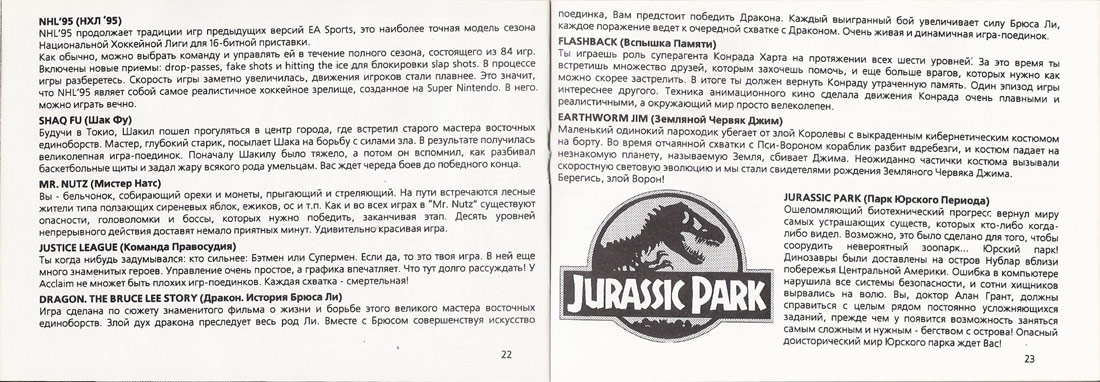 NHL'95 (НХЛ '95)
NHL'95 продолжает традиции игр предыдущих версий EA Sports, это наиболее точная модель сезона
Национальной Хоккейной Лиги для 16-битной приставки.
Как обычно, можно выбрать команду и управлять ей в течение полного сезона, состоящего из 84 игр.
Включены новые приемы: drop-passes, fake shots и hitting the ice для блокировки slap shots. В процессе
игры разберетесь. Скорость игры заметно увеличилась, движения игроков стали плавнее. Это значит,
что NHL'95 являет собой самое реалистичное хоккейное зрелище, созданное на Super Nintendo. В него
можно играть вечно.
SHAQ FU (Шак Фу)
Будучи в Токио, Шакил пошел прогуляться в центр города, где встретил старого мастера восточных
единоборств. Мастер, глубокий старик, посылает Шака на борьбу с силами зла. В результате получилась
великолепная игра-поединок. Поначалу Шакилу было тяжело, а потом он вспомнил, как разбивал
баскетбольные щиты и задал жару всякого рода умельцам. Вас ждет череда боев до победного конца.
MR. NUTZ (Мистер Натс)
Вы - бельчонок, собирающий орехи и монеты, прыгающий и стреляющий. На пути встречаются лесные
жители типа ползающих сиреневых яблок, ежиков, ос и т.п. Как и во всех играх в "Mr. Nutz" существуют
опасности, головоломки и боссы, которых нужно победить, заканчивая этап. Десять уровней
непрерывного действия доставят немало приятных минут. Удивительно красивая игра.
JUSTICE LEAGUE (Команда Правосудия)
Ты когда нибудь задумывался: кто сильнее: Бэтмен или Супермен. Если да, то это твоя игра. В ней еще
много знаменитых героев. Управление очень простое, а графика впечатляет. Что тут долго рассуждать! У
Acclaim не может быть плохих игр-поединков. Каждая схватка - смертельная!
DRAGON. THE BRUCE LEE STORY (Дракон. История Брюса Ли)
Игра сделана по сюжету знаменитого фильма о жизни и борьбе этого великого мастера восточных
единоборств. Злой дух дракона преследует весь род Ли. Вместе с Брюсом совершенствуя искусство
22
поединка, Вам предстоит победить Дракона. Каждый выигранный бой увеличивает силу Брюса Ли,
каждое поражение ведет к очередной схватке с Драконом. Очень живая и динамичная игра-поединок.
FLASHBACK (Вспышка Памяти)
Ты играешь роль суперагента Конрада Харта на протяжении всех шести уровней. За это время ты
встретишь множество друзей, которым захочешь помочь, и еще больше врагов, которых нужно как
можно скорее застрелить. В итоге ты должен вернуть Конраду утраченную память. Один эпизод игры
интереснее другого. Техника анимационного кино сделала движения Конрада очень плавными и
реалистичными, а окружающий мир просто великолепен.
EARTHWORM JIM (Земляной Червяк Джим)
Маленький одинокий пароходик убегает от злой Королевы с выкраденным кибернетическим костюмом
на борту. Во время отчаянной схватки с Пси-Вороном кораблик разбит вдребезги, и костюм падает на
незнакомую планету, называемую Земля, сбивает Джима. Неожиданно частички костюма вызывали
скоростную световую эволюцию и мы стали свидетелями рождения Земляного Червяка Джима.
Берегись, злой Ворон!
JURASSIC PARK
JURASSIC PARK (Парк Юрского Периода)
Ошеломляющий биотехнический прогресс вернул миру
самых устрашающих существ, которых кто-либо когда-
либо видел. Возможно, это было сделано для того, чтобы
соорудить невероятный зоопарк... Юрский парк!
Динозавры были доставлены на остров Нублар вблизи
побережья Центральной Америки. Ошибка в компьютере
нарушила все системы безопасности, и сотни хищников
вырвались на волю. Вы, доктор Алан Грант, должны
справиться с целым рядом постоянно усложняющихся
заданий, прежде чем у появится возможность заняться
самым сложным и нужным - бегством с острова! Опасный
доисторический мир Юрского парка ждет Вас!
23